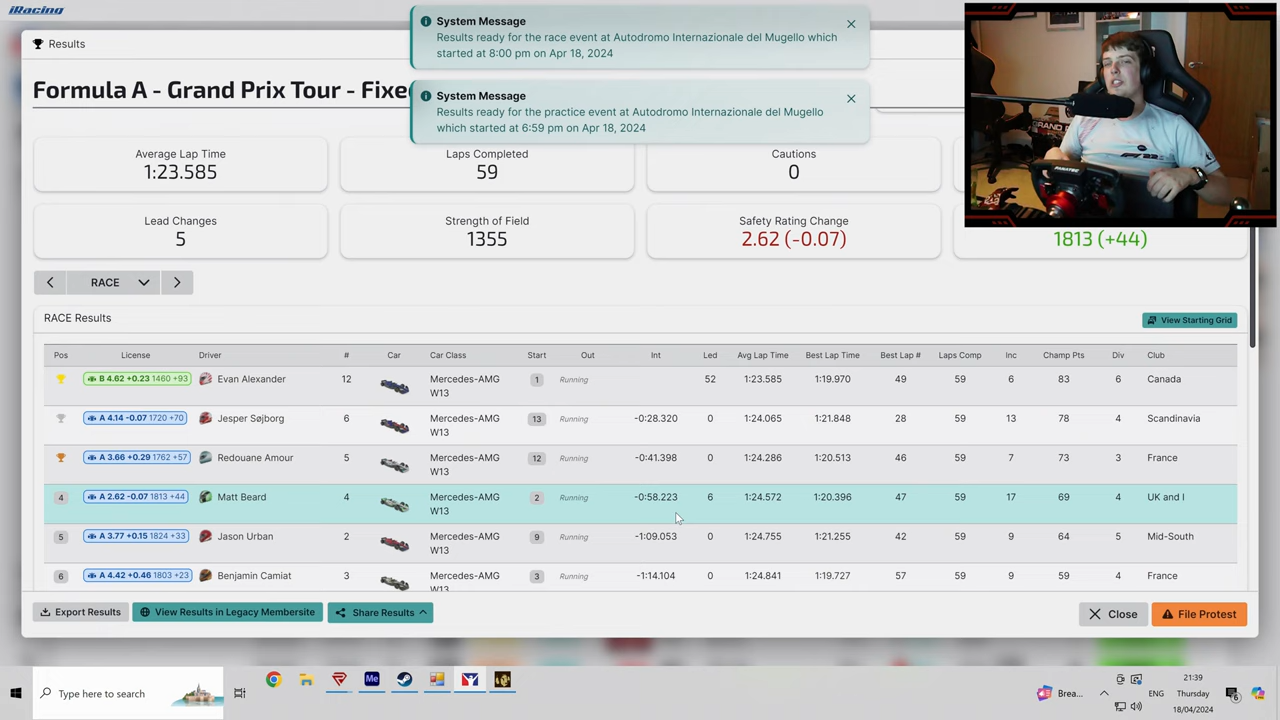 iRacing
Results
System Message
Results ready for the race event at Autodromo Internazionale del Mugello which
started at 8:00 pm on Apr 18, 2024
System Message
Results ready for the practice event at Autodromo Internazionale del Mugello
which started at 6:59 pm on Apr 18, 2024
Formula A - Grand Prix Tour - Fixe
Average Lap Time
1:23.585
Laps Completed
59
Cautions
0
Lead Changes
5
Strength of Field
1355
Safety Rating Change
2.62 (-0.07)
1813 (+44)
FANATEC
RACE
RACE Results
View Starting Grid
Pos License Driver # Car Car Class Start Out Int Led Avg Lap Time Best Lap Time Best Lap # Laps Comp Inc Champ Pts Div Club
B 4.62 +0.23 1460 +93 Evan Alexander 12 Mercedes-AMG W13 1 Running 52 1:23.585 1:19.970 49 59 6 83 6 Canada
A 4.14 -0.07 1720 +70 Jesper Søjborg 6 Mercedes-AMG W13 13 Running -0:28.320 0 1:24.065 1:21.848 28 59 13 78 4 Scandinavia
A 3.66 +0.29 1762 +57 Redouane Amour 5 Mercedes-AMG W13 12 Running -0:41.398 0 1:24.286 1:20.513 46 59 7 73 3 France
4 A 2.62 -0.07 1813 +44 Matt Beard 4 Mercedes-AMG W13 2 Running -0:58.223 6 1:24.572 1:20.396 47 59 17 69 4 UK and I
5 A 3.77 +0.15 1824 +33 Jason Urban 2 Mercedes-AMG W13 9 Running -1:09.053 0 1:24.755 1:21.255 42 59 9 64 5 Mid-South
6 A 4.42 +0.46 1803 +23 Benjamin Camiat 3 Mercedes-AMG W13 3 Running -1:14.104 0 1:24.841 1:19.727 57 59 9 59 4 France
Export Results
View Results in Legacy Membersite
Share Results
Close
File Protest
Type here to search
Me
Brea...
ENG
21:39
Thursday
18/04/2024
6